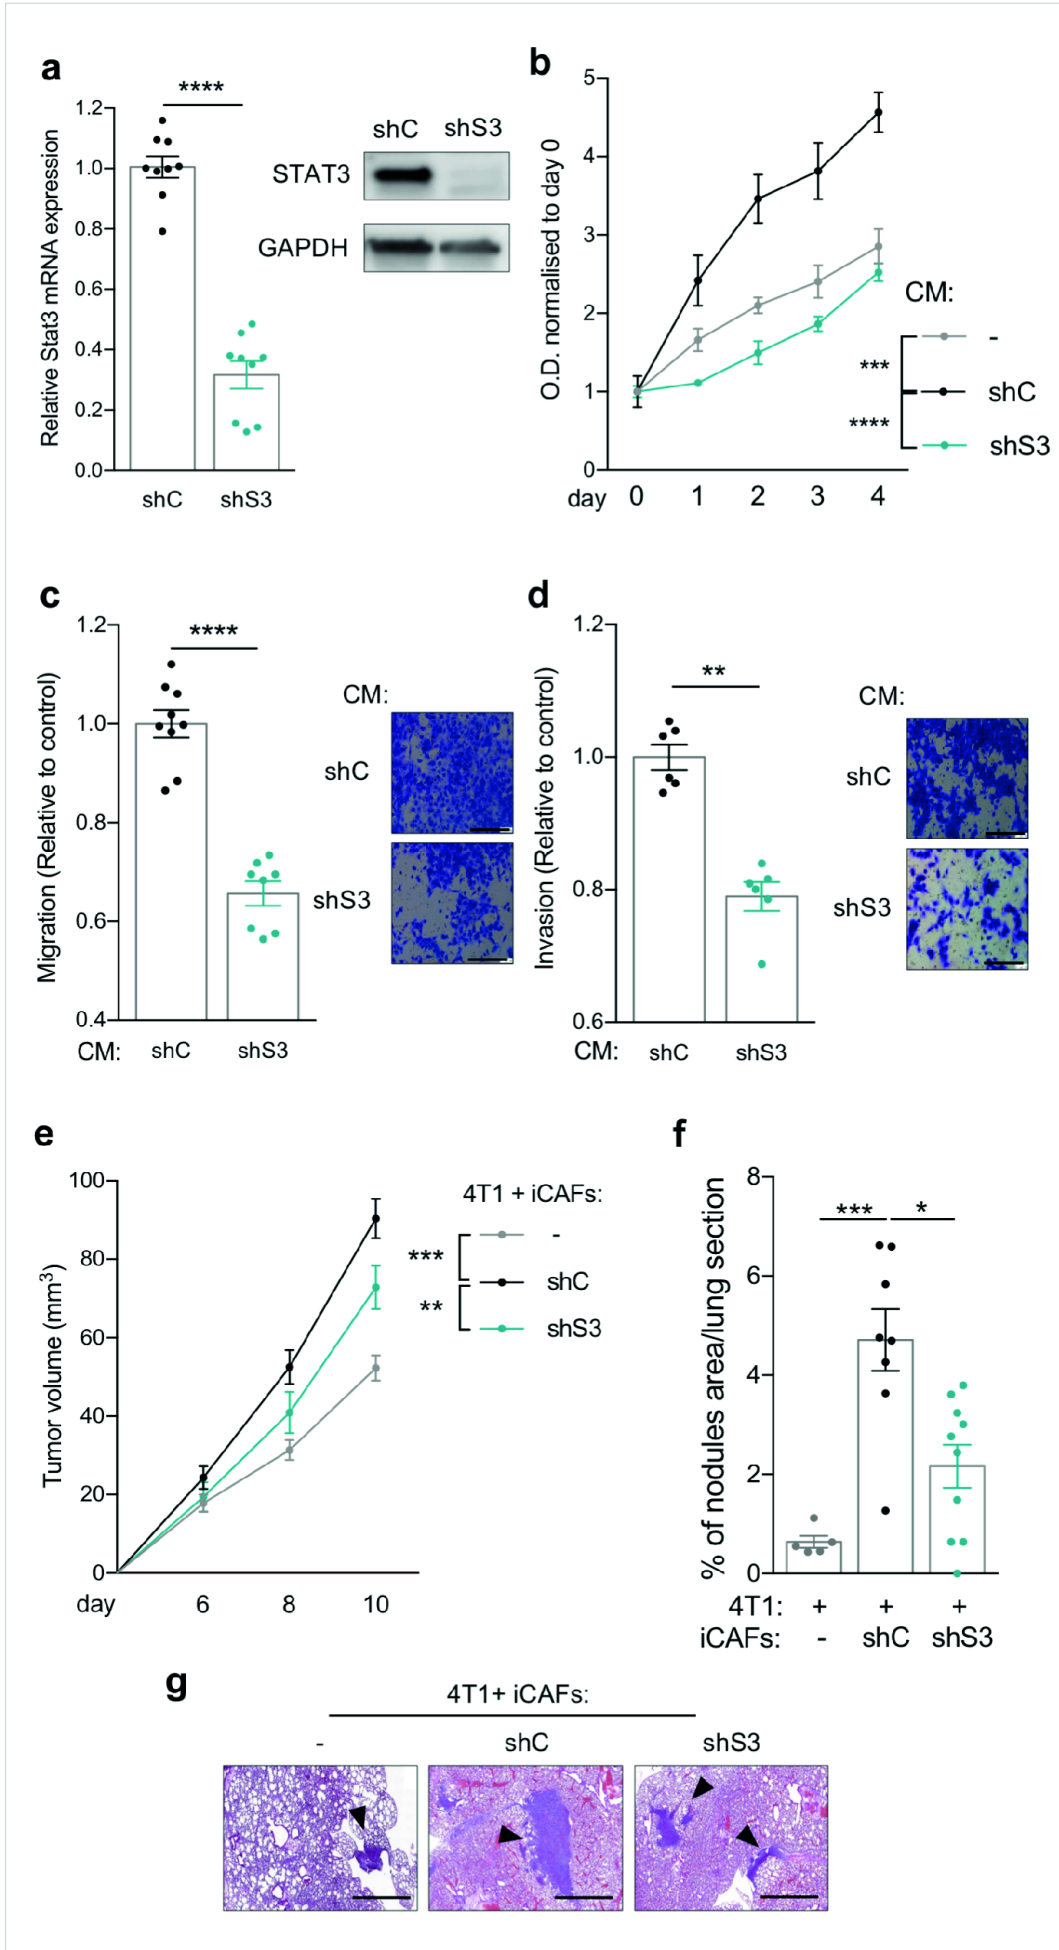 a
****
Relative Stat3 mRNA expression
1.2
1.0
0.8
0.6
0.4
0.2
0.0
shC shS3
shC shS3
STAT3
GAPDH
b
O.D. normalised to day 0
5
4
3
2
1
0
day 0 1 2 3 4
CM:
-
***
shC
****
shS3
c
Migration (Relative to control)
1.2
1.0
0.8
0.6
0.4
****
CM: shC shS3
CM:
shC
shS3
d
Invasion (Relative to control)
1.2
1.0
0.8
0.6
**
CM: shC shS3
CM:
shC
shS3
e
Tumor volume (mm3)
100
80
60
40
20
0
day 6 8 10
4T1 + iCAFs:
-
***
shC
**
shS3
f
% of nodules area/lung section
8
6
4
2
0
*** *
4T1: + + +
iCAFs: - shC shS3
g
4T1+ iCAFs:
- shC shS3